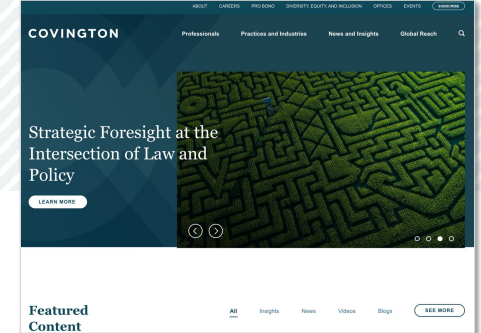 ABOUT CAREERS PRO BONO DIVERSITY, EQUITY, AND INCLUSION OFFICES EVENTS SUBSCRIBE
COVINGTON
Professionals Practices and Industries News and Insights Global Reach
Strategic Foresight at the
Intersection of Law and
Policy
LEARN MORE
Featured
Content
All Insights News Videos Blogs SEE MORE